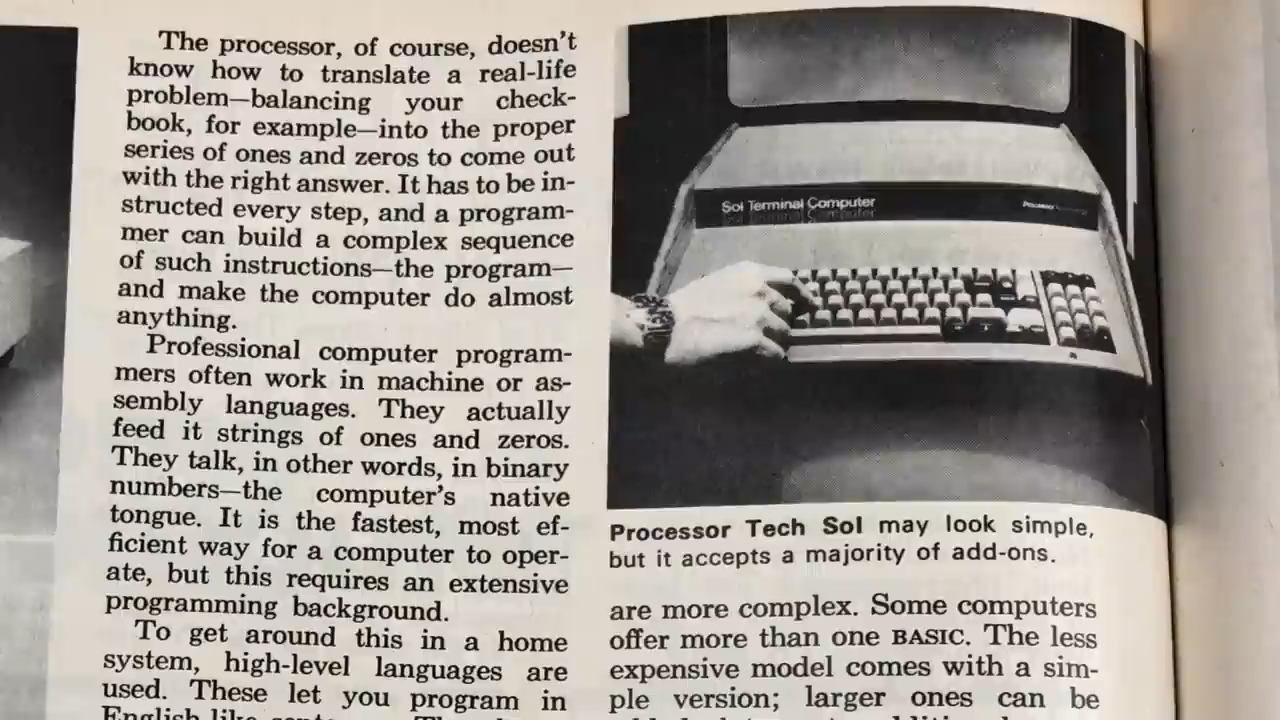 The processor, of course, doesn't
know how to translate a real-life
problem—balancing your check-
book, for example—into the proper
series of ones and zeros to come out
with the right answer. It has to be in-
structed every step, and a program-
mer can build a complex sequence
of such instructions—the program—
and make the computer do almost
anything.
Professional computer program-
mers often work in machine or as-
sembly languages. They actually
feed it strings of ones and zeros.
They talk, in other words, in binary
numbers—the computer's native
tongue. It is the fastest, most ef-
ficient way for a computer to oper-
ate, but this requires an extensive
programming background.
To get around this in a home
system, high-level languages are
used. These let you program in
Sol Terminal Computer
Processor
Processor Tech Sol may look simple,
but it accepts a majority of add-ons.
are more complex. Some computers
offer more than one BASIC. The less
expensive model comes with a sim-
ple version; larger ones can be